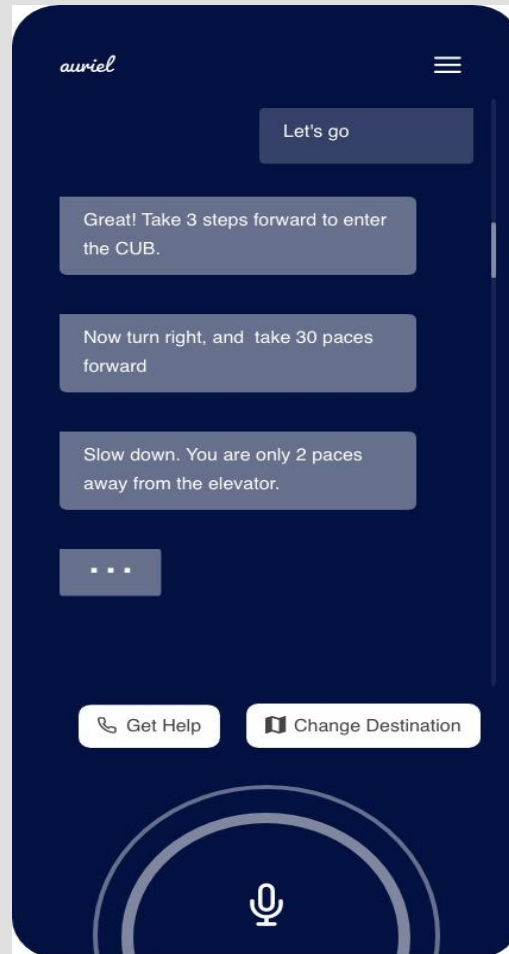 auriel
Let's go
Great! Take 3 steps forward to enter
the CUB.
Now turn right, and  take 30 paces
forward
Slow down. You are only 2 paces
away from the elevator.
Get Help
Change Destination